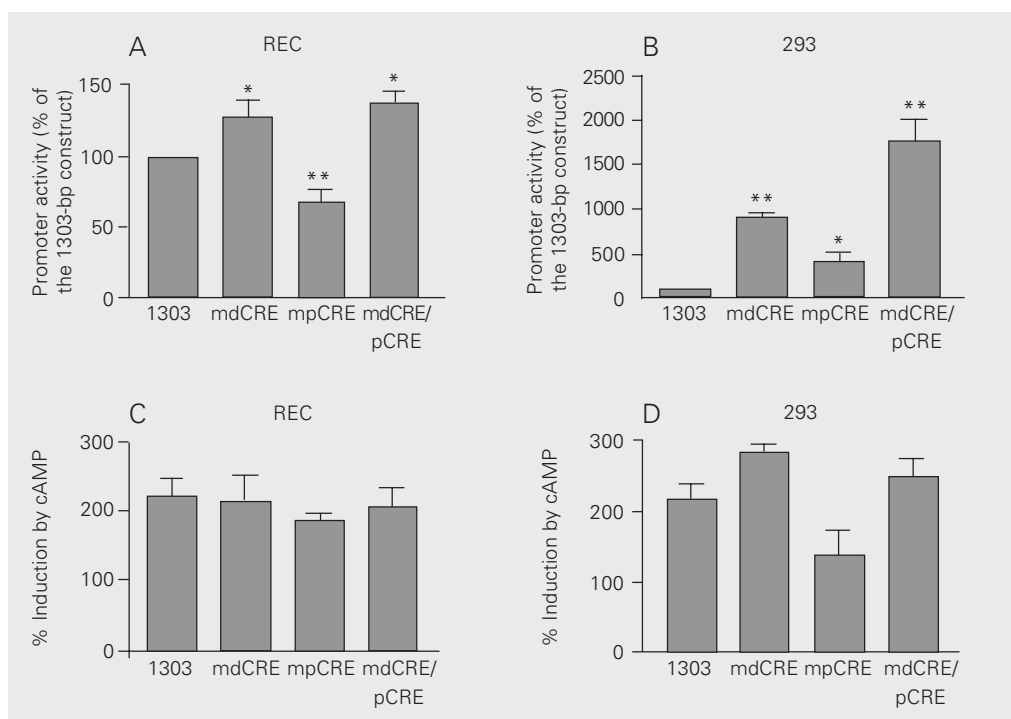 A
REC
Promoter activity (% of
the 1303-bp construct)
150
100
50
0
*
**
*
1303 mdCRE mpCRE mdCRE/
pCRE
B
293
Promoter activity (% of
the 1303-bp construct)
2500
2000
1500
1000
500
0
**
*
**
1303 mdCRE mpCRE mdCRE/
pCRE
C
REC
% Induction by cAMP
300
200
100
0
1303 mdCRE mpCRE mdCRE/
pCRE
D
293
% Induction by cAMP
300
200
100
0
1303 mdCRE mpCRE mdCRE/
pCRE